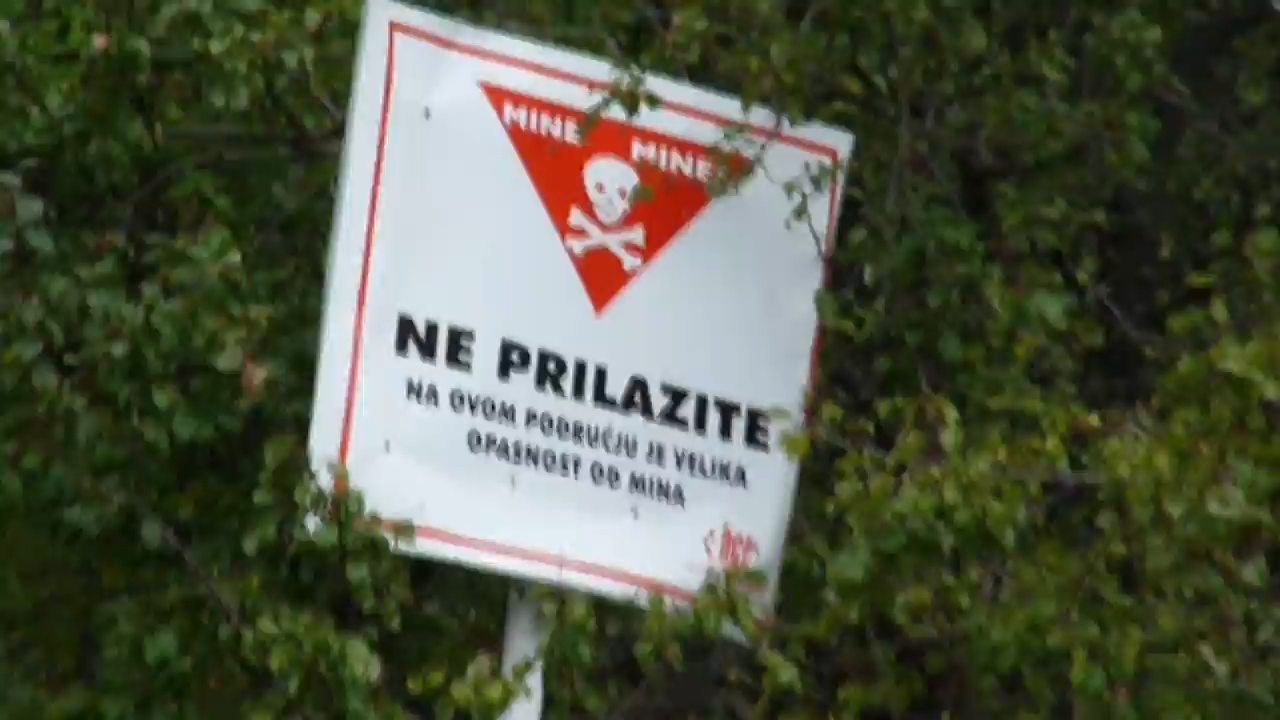 MINE MINE
NE PRILAZITE
NA OVOM PODRUČJU JE VELIKA
OPASNOST OD MINA